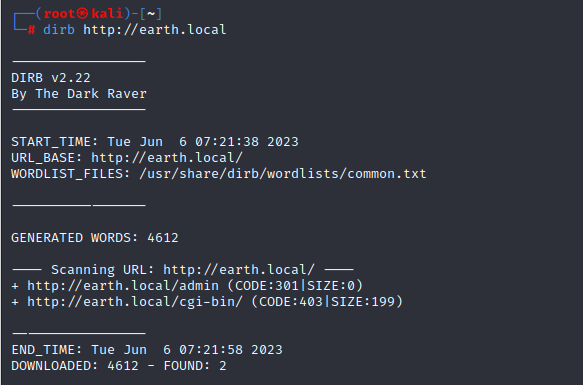 ┌──(root㉿kali)-[~]
└─# dirb http://earth.local
-----------------
DIRB v2.22
By The Dark Raver
-----------------
START_TIME: Tue Jun  6 07:21:38 2023
URL_BASE: http://earth.local/
WORDLIST_FILES: /usr/share/dirb/wordlists/common.txt
-----------------
GENERATED WORDS: 4612
---- Scanning URL: http://earth.local/ ----
+ http://earth.local/admin (CODE:301|SIZE:0)
+ http://earth.local/cgi-bin/ (CODE:403|SIZE:199)
-----------------
END_TIME: Tue Jun  6 07:21:58 2023
DOWNLOADED: 4612 - FOUND: 2